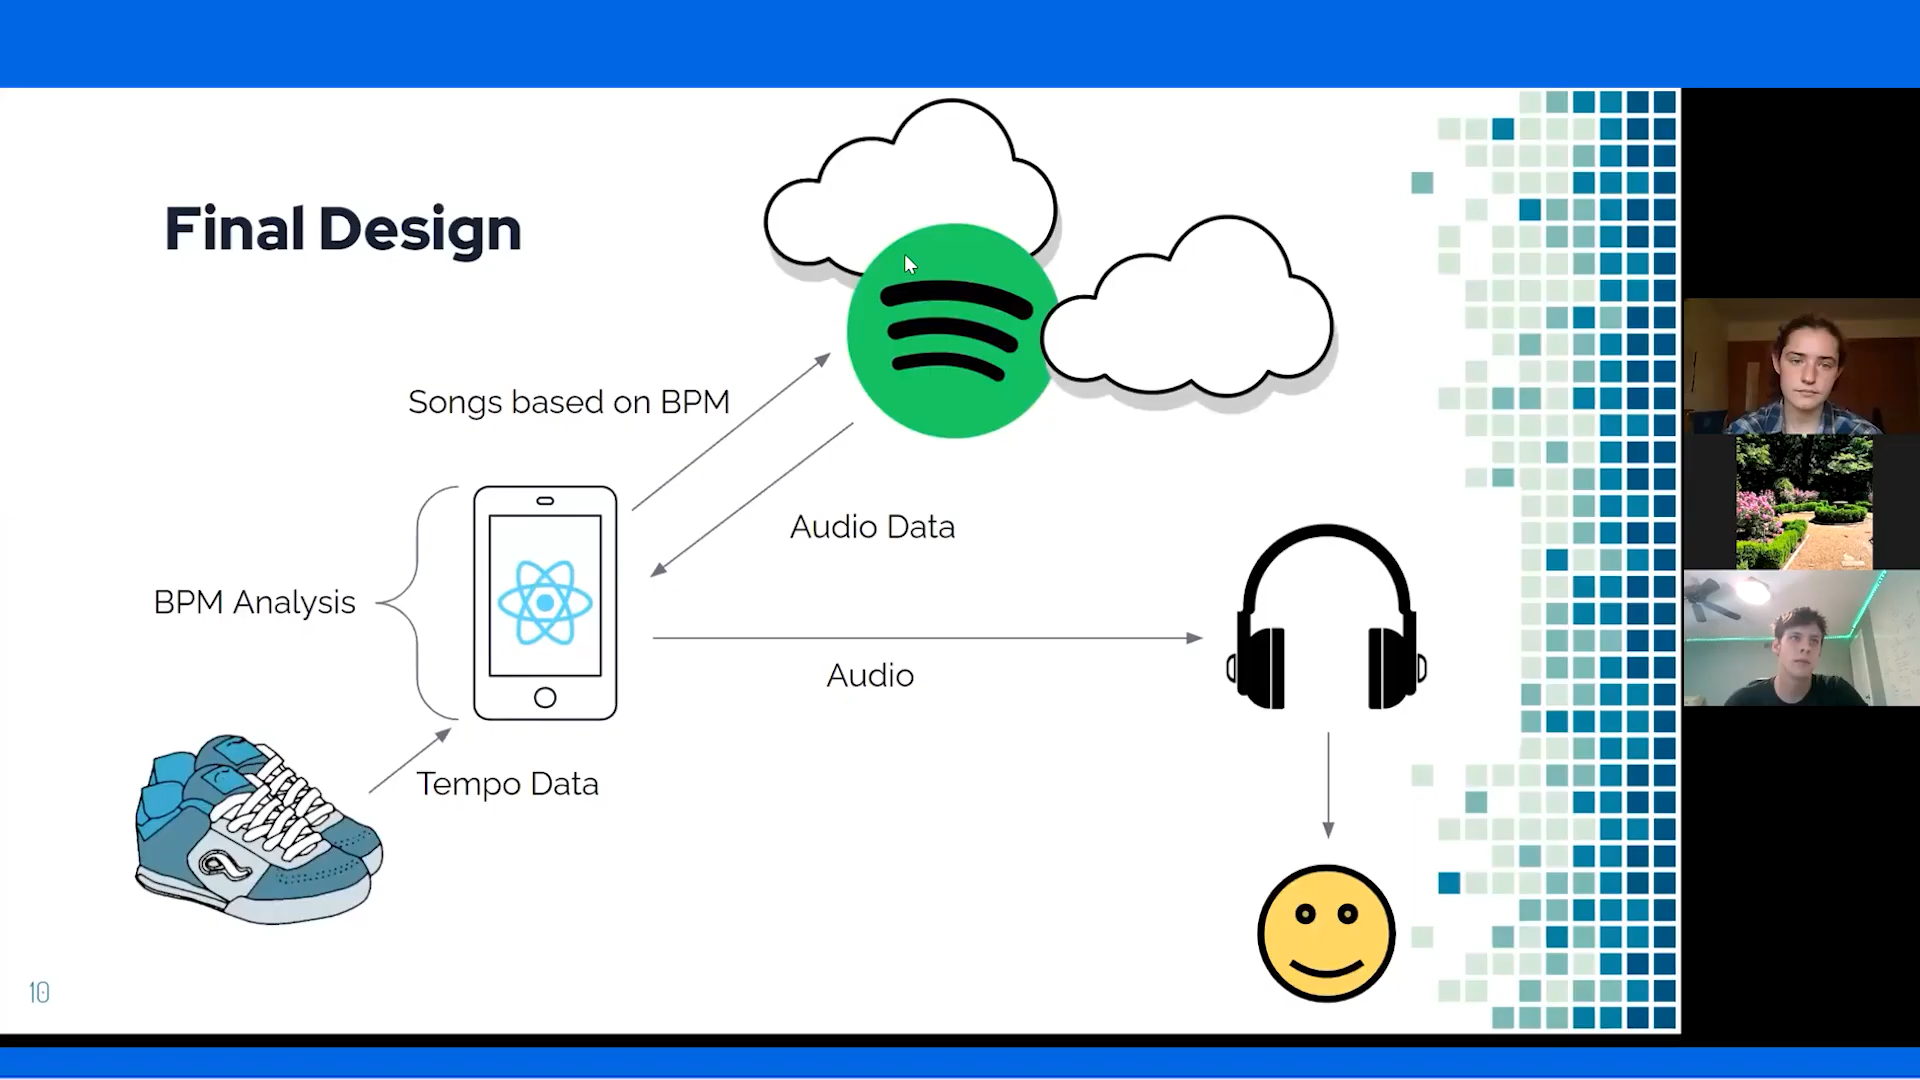 Final Design
Songs based on BPM
Audio Data
BPM Analysis
Audio
Tempo Data
10